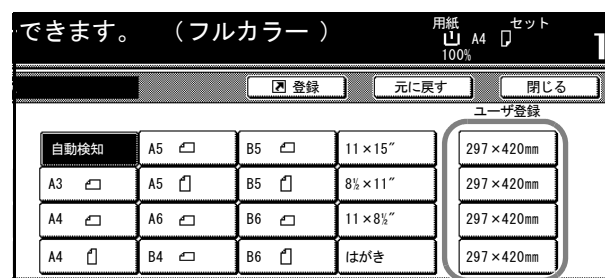 できます。 （フルカラー） 用紙 セット
A4
100% 1
登録 元に戻す 閉じる
ユーザ登録
自動検知 A5 B5 11×15″ 297×420mm
A3 A5 B5 8½×11″ 297×420mm
A4 A6 B6 11×8½″ 297×420mm
A4 B4 B6 はがき 297×420mm